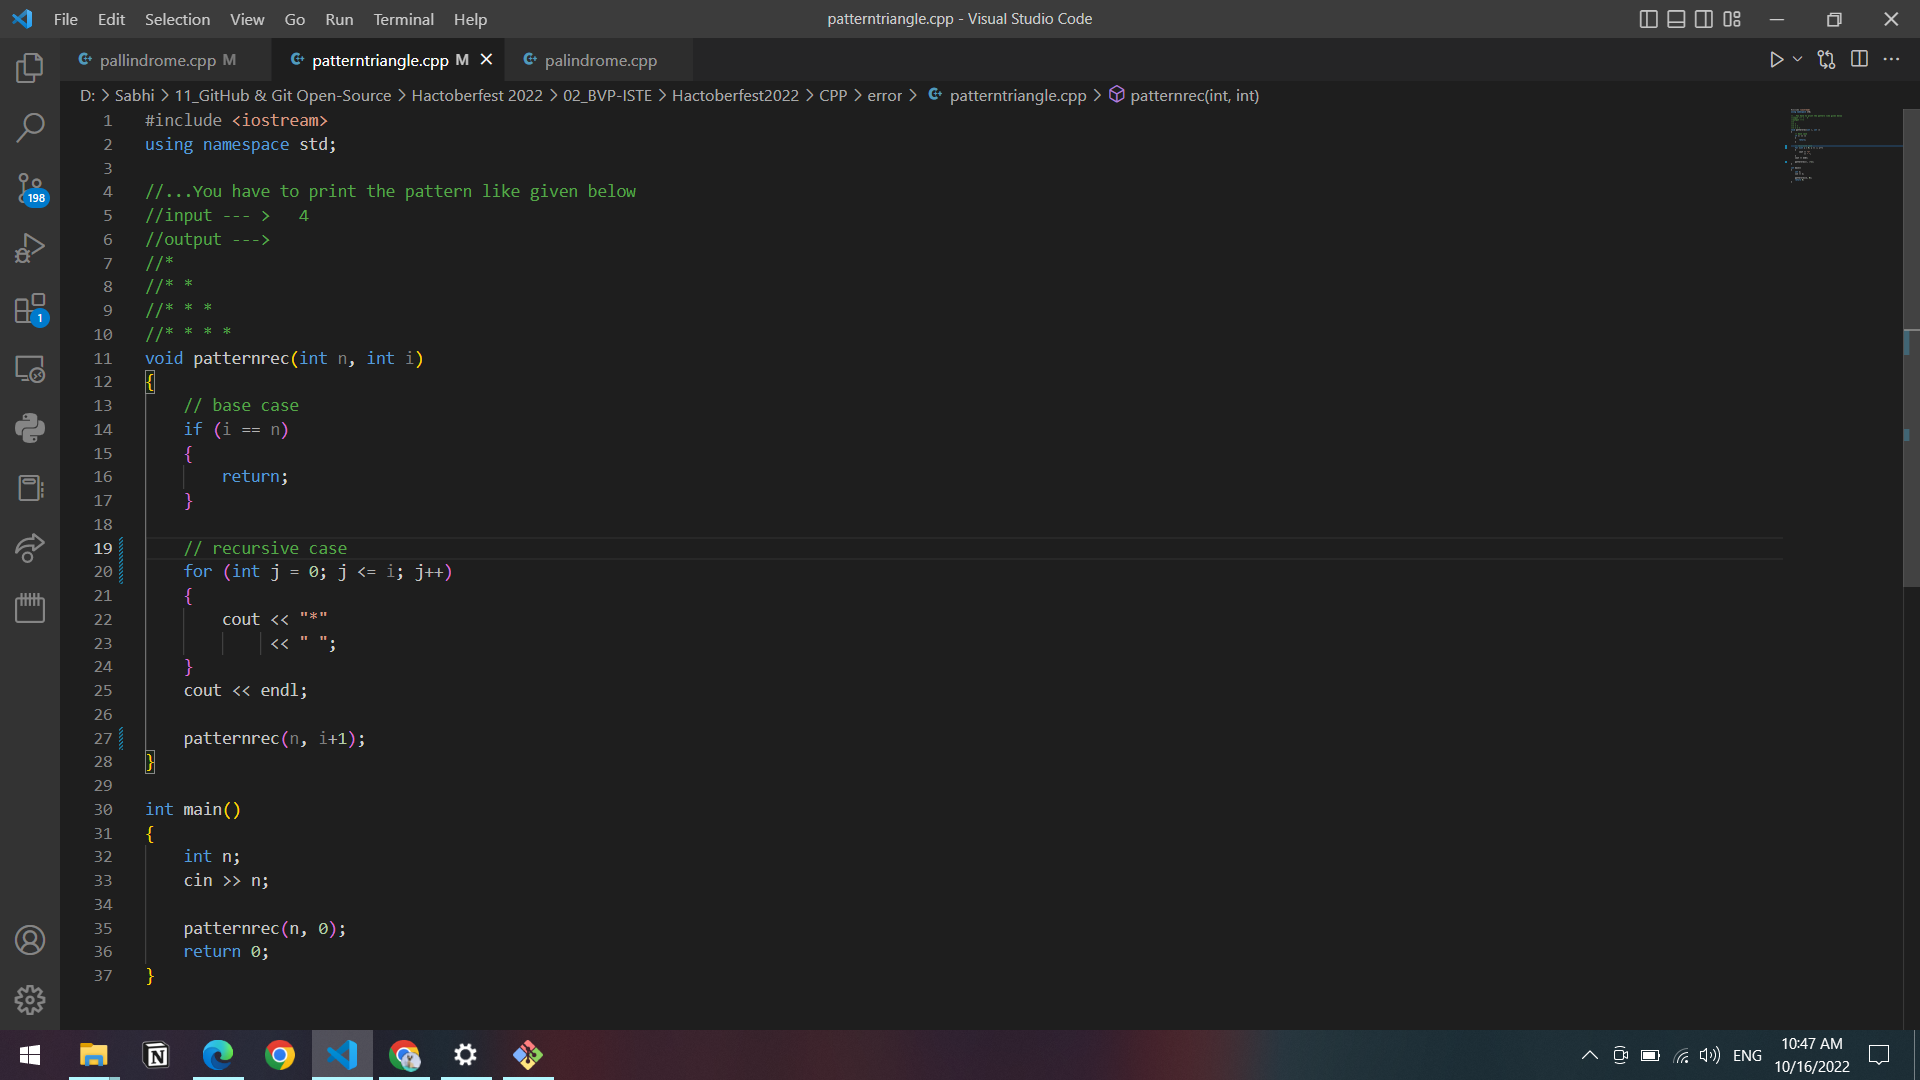 File Edit Selection View Go Run Terminal Help patterntriangle.cpp - Visual Studio Code
pallindrome.cpp M patterntriangle.cpp M palindrome.cpp
D: > Sabhi > 11_GitHub & Git Open-Source > Hactoberfest 2022 > 02_BVP-ISTE > Hactoberfest2022 > CPP > error > patterntriangle.cpp > patternrec(int, int)
1 #include <iostream>
2 using namespace std;
3
4 //...You have to print the pattern like given below
5 //input --- >   4
6 //output --->
7 //*
8 //* *
9 //* * *
10 //* * * *
11 void patternrec(int n, int i)
12 {
13     // base case
14     if (i == n)
15     {
16         return;
17     }
18
19     // recursive case
20     for (int j = 0; j <= i; j++)
21     {
22         cout << "*"
23              << " ";
24     }
25     cout << endl;
26
27     patternrec(n, i+1);
28 }
29
30 int main()
31 {
32     int n;
33     cin >> n;
34
35     patternrec(n, 0);
36     return 0;
37 }
198
1
ENG
10:47 AM
10/16/2022